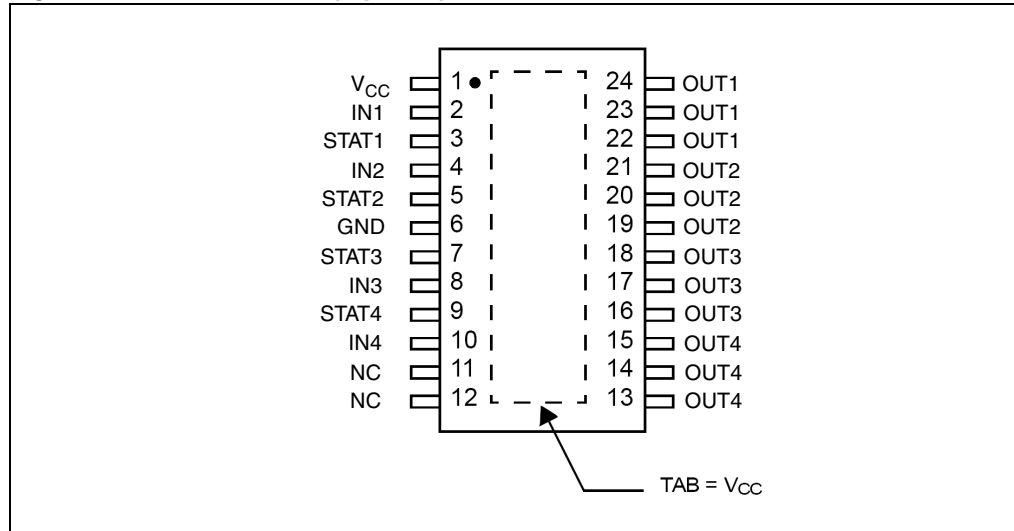 V_CC 1 24 OUT1
IN1 2 23 OUT1
STAT1 3 22 OUT1
IN2 4 21 OUT2
STAT2 5 20 OUT2
GND 6 19 OUT2
STAT3 7 18 OUT3
IN3 8 17 OUT3
STAT4 9 16 OUT3
IN4 10 15 OUT4
NC 11 14 OUT4
NC 12 13 OUT4
TAB = V_CC